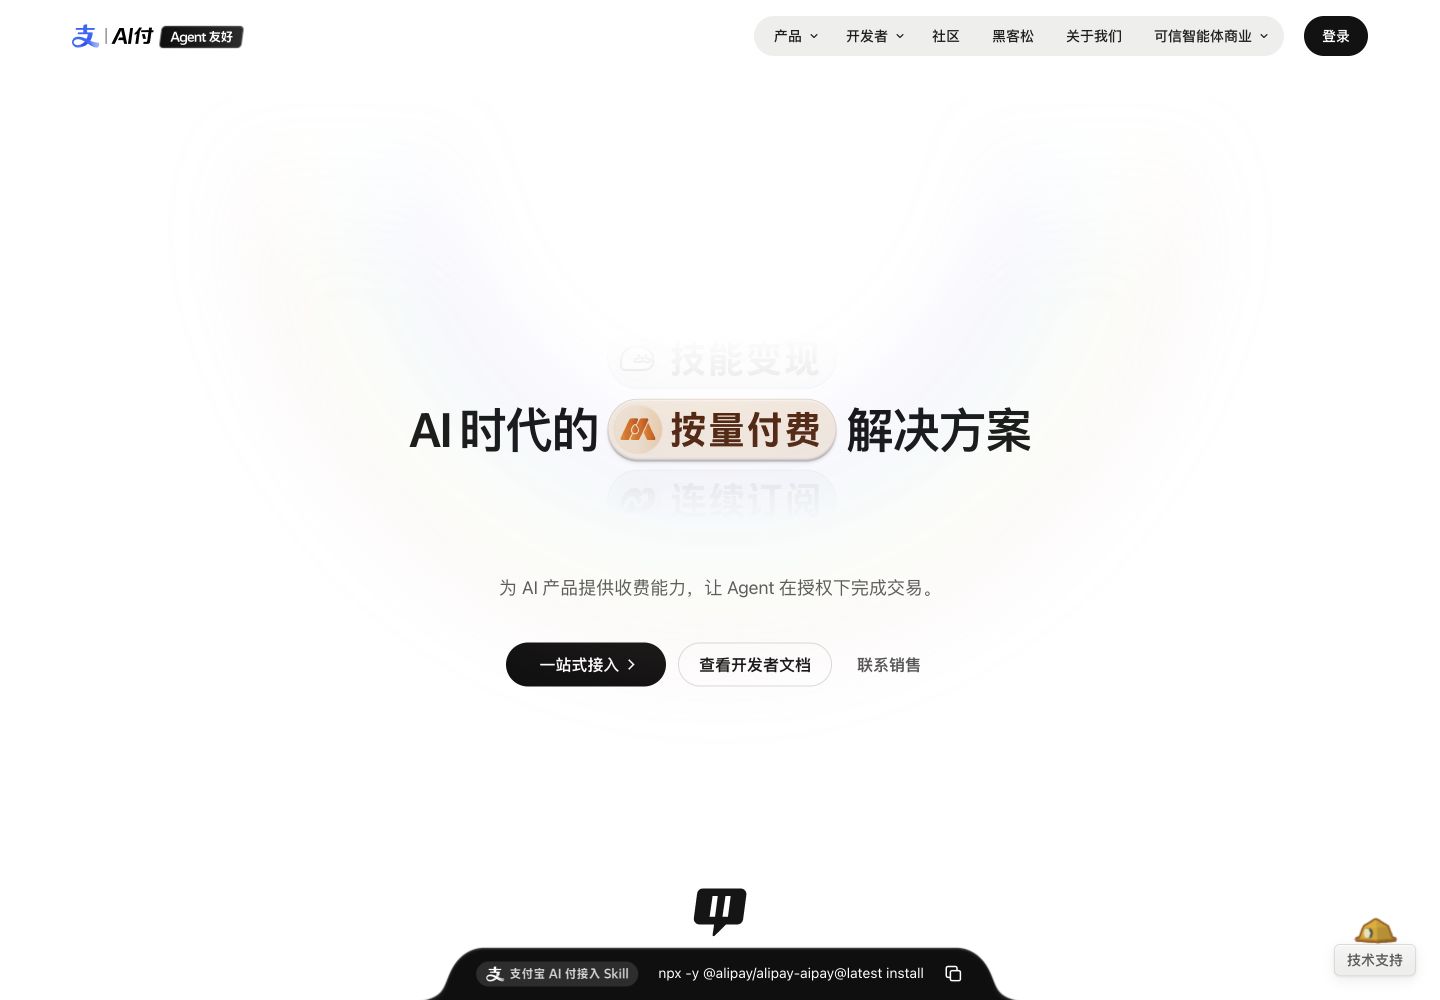 支 AI付 Agent 友好
产品 开发者 社区 黑客松 关于我们 可信智能体商业 登录
技能变现
AI 时代的 按量付费 解决方案
连续订阅
为 AI 产品提供收费能力，让 Agent 在授权下完成交易。
一站式接入 查看开发者文档 联系销售
支付宝 AI 付接入 Skill npx -y @alipay/alipay-aipay@latest install
技术支持